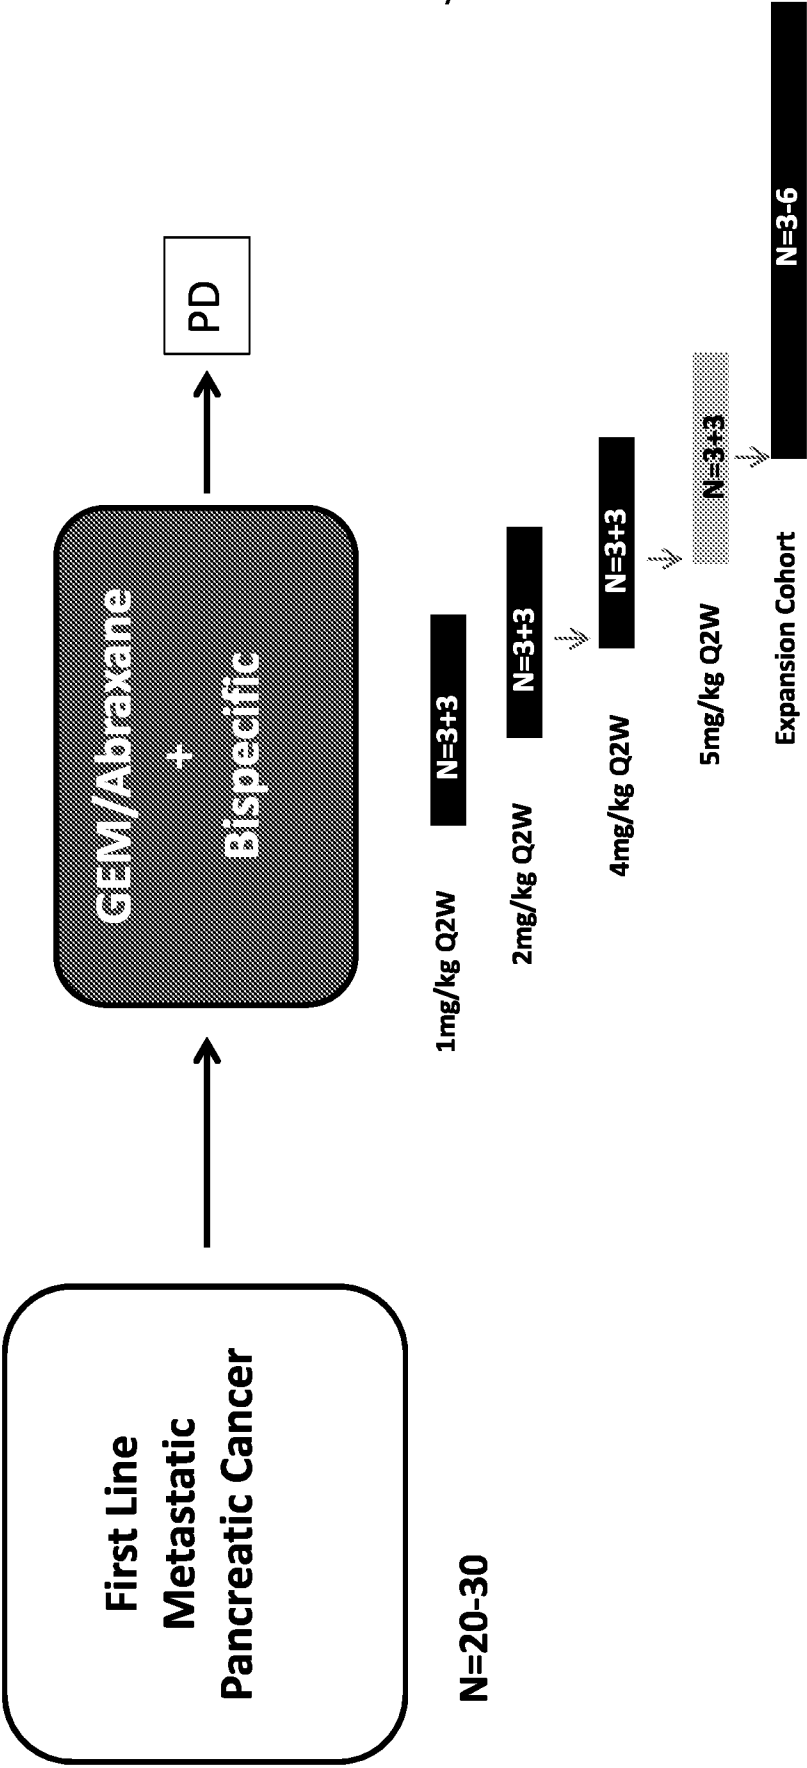 First Line
Metastatic
Pancreatic Cancer
N=20-30
GEM/Abraxane
+
Bispecific
PD
1mg/kg Q2W
N=3+3
2mg/kg Q2W
N=3+3
4mg/kg Q2W
N=3+3
5mg/kg Q2W
N=3+3
Expansion Cohort
N=3-6